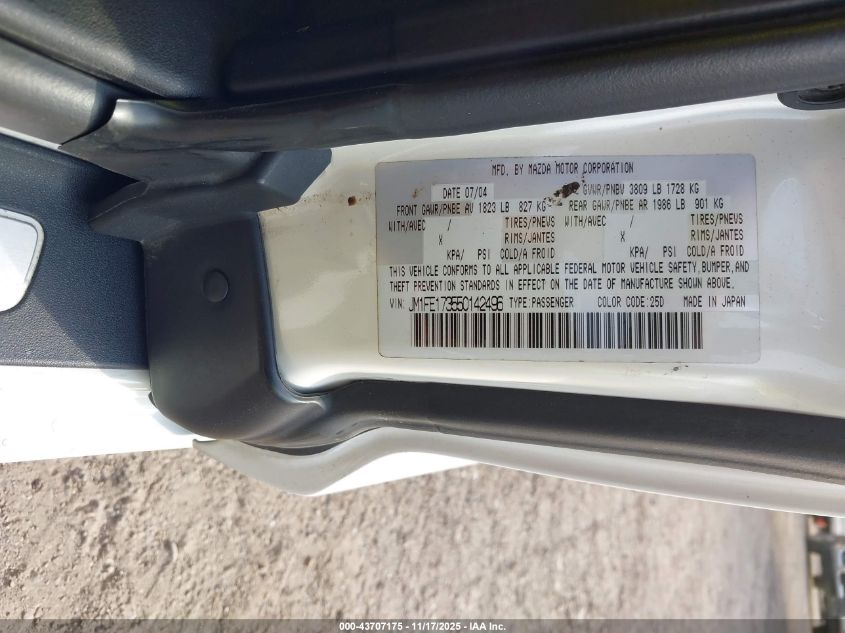 MFD. BY MAZDA MOTOR CORPORATION
DATE 07/04 GVWR/PNBV 3809 LB 1728 KG
FRONT GAWR/PNBE AV 1823 LB 827 KG REAR GAWR/PNBE AR 1986 LB 901 KG
WITH/AVEC / TIRES/PNEUS WITH/AVEC / TIRES/PNEUS
X RIMS/JANTES X RIMS/JANTES
KPA/ PSI COLD/A FROID KPA/ PSI COLD/A FROID
THIS VEHICLE CONFORMS TO ALL APPLICABLE FEDERAL MOTOR VEHICLE SAFETY, BUMPER, AND
THEFT PREVENTION STANDARDS IN EFFECT ON THE DATE OF MANUFACTURE SHOWN ABOVE.
VIN: JM1FE173550142496 TYPE: PASSENGER COLOR CODE: 25D MADE IN JAPAN
000-43707175 - 11/17/2025 - IAA Inc.